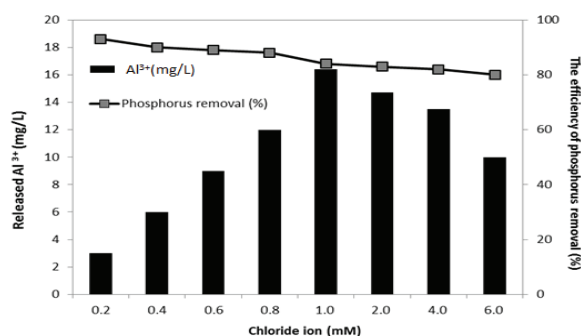 20
18
16
14
12
10
8
6
4
2
0
Released Al ³⁺ (mg/L)
Al³⁺(mg/L)
Phosphorus removal (%)
100
80
60
40
20
0
The efficiency of phosphorus
removal (%)
0.2 0.4 0.6 0.8 1.0 2.0 4.0 6.0
Chloride ion (mM)